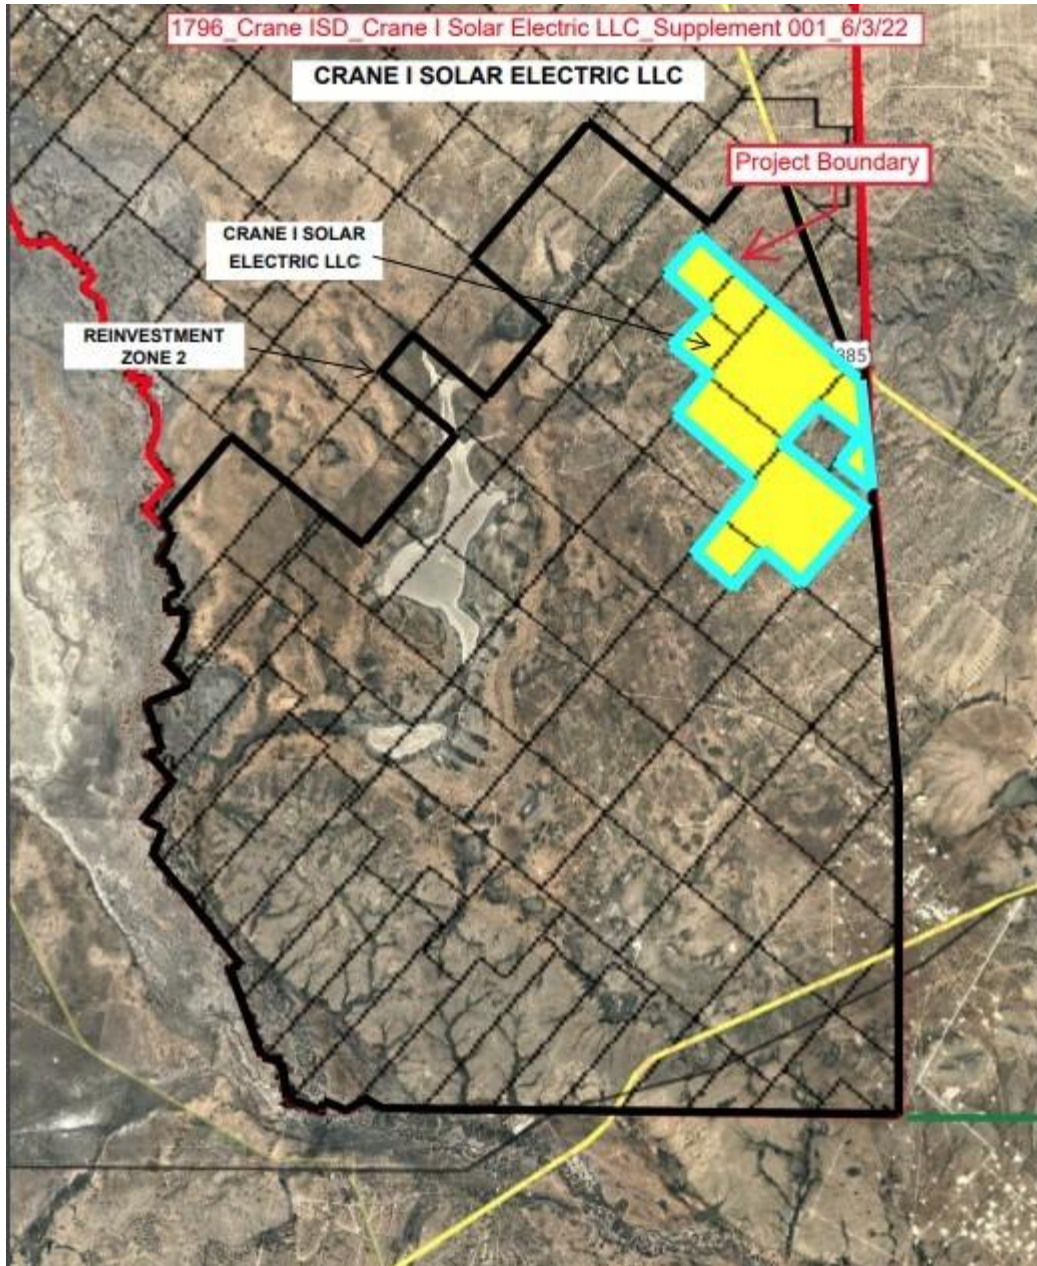 1796_Crane ISD_Crane I Solar Electric LLC_Supplement 001_6/3/22
CRANE I SOLAR ELECTRIC LLC
Project Boundary
CRANE I SOLAR
ELECTRIC LLC
REINVESTMENT
ZONE 2
385